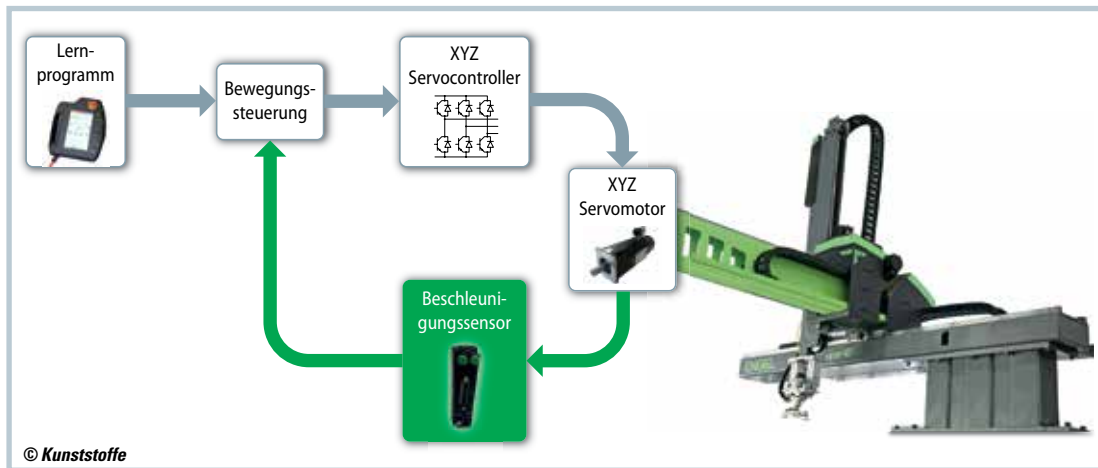 Lern-
programm
Bewegungs-
steuerung
XYZ
Servocontroller
XYZ
Servomotor
Beschleuni-
gungssensor
© Kunststoffe